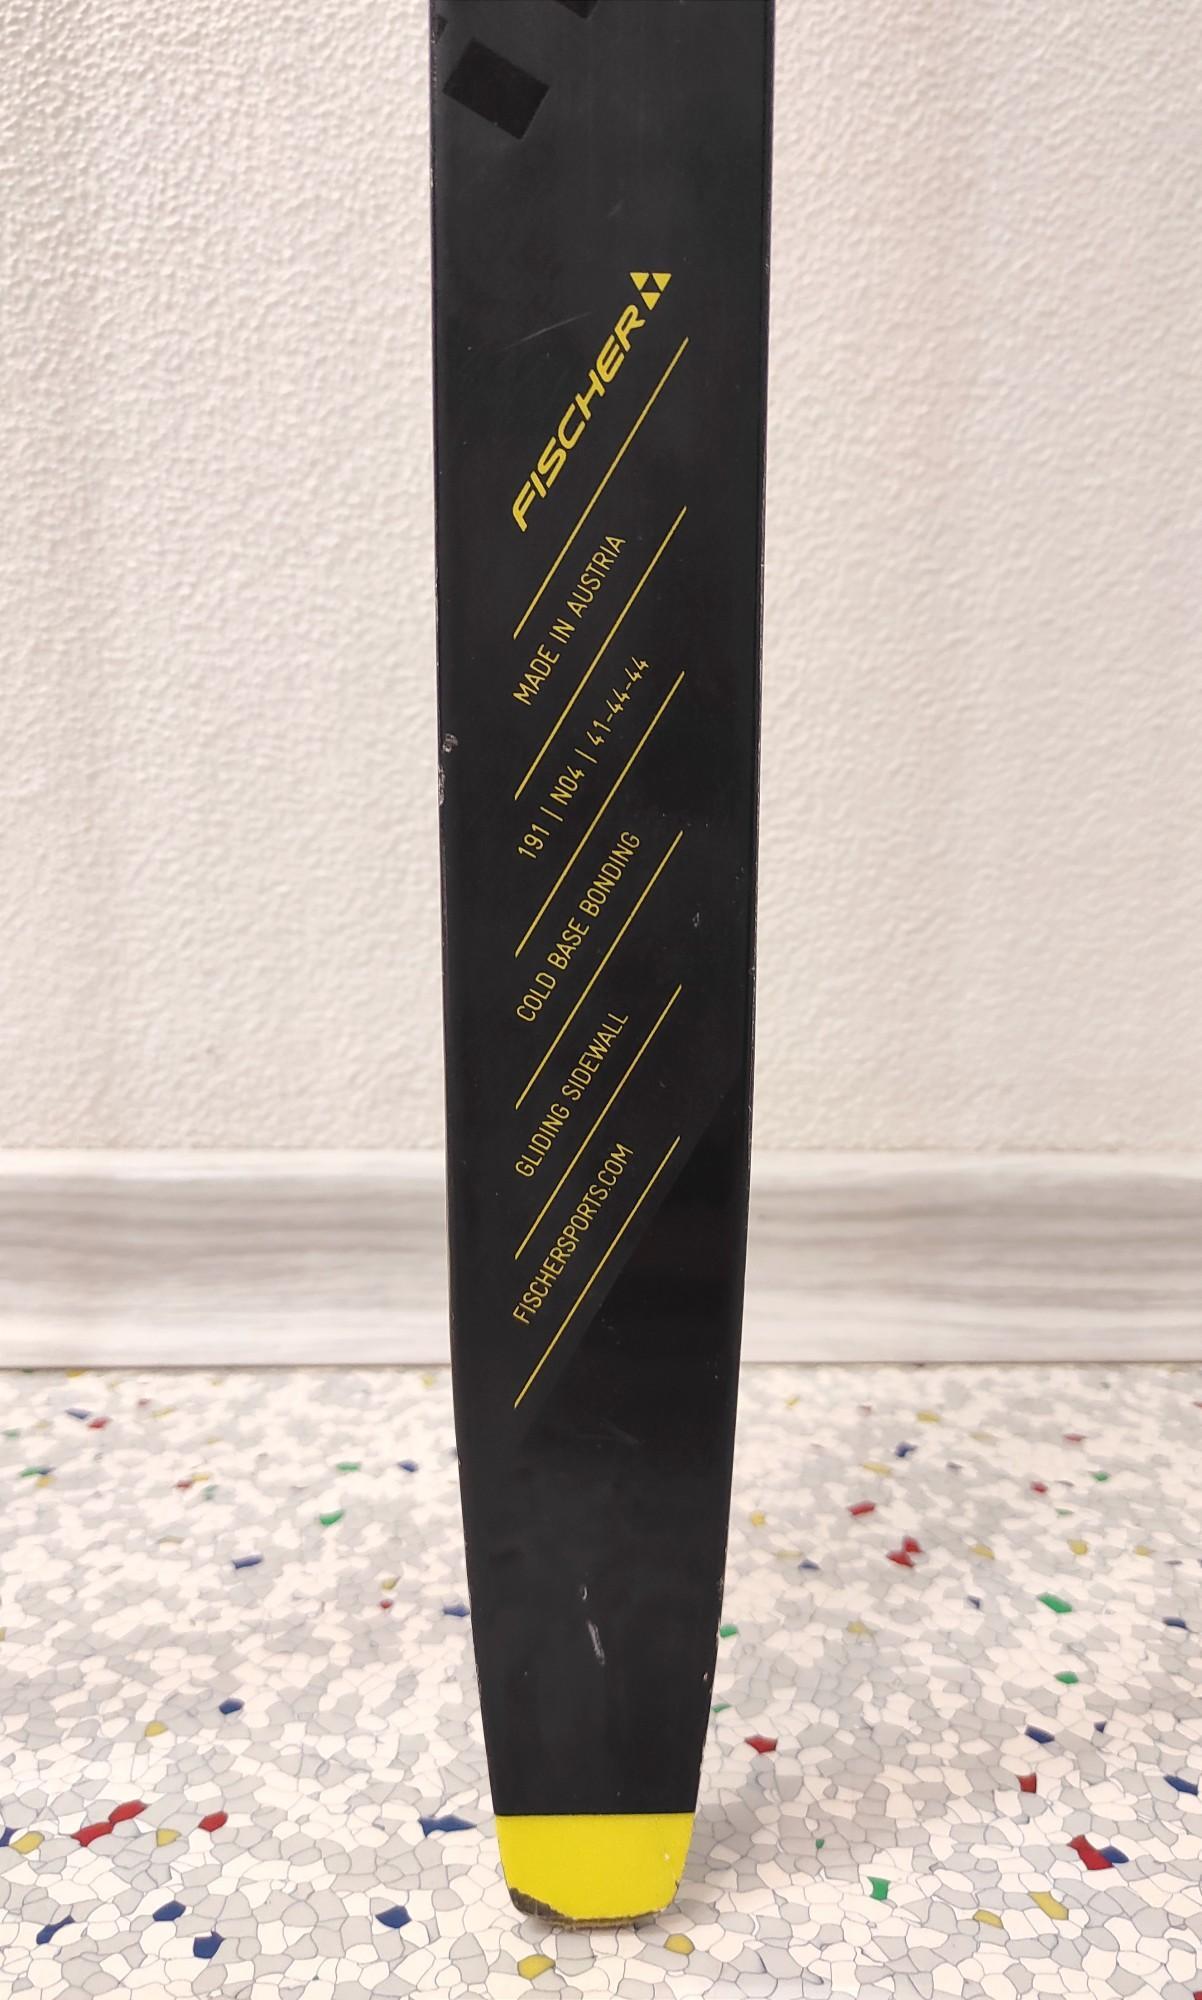 FISCHER
MADE IN AUSTRIA
191 | N04 | 41-44-44
COLD BASE BONDING
GLIDING SIDEWALL
FISCHERSPORTS.COM